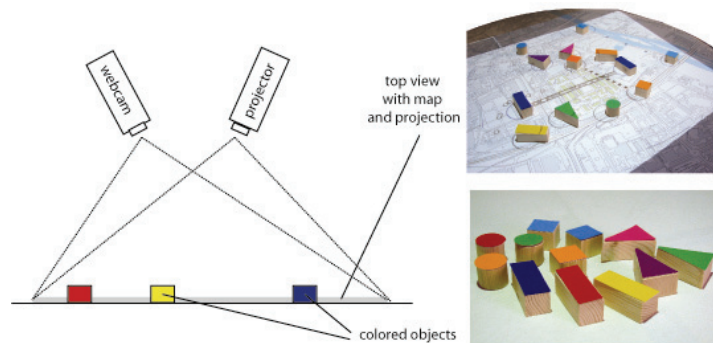 webcam
projector
top view
with map
and projection
colored objects